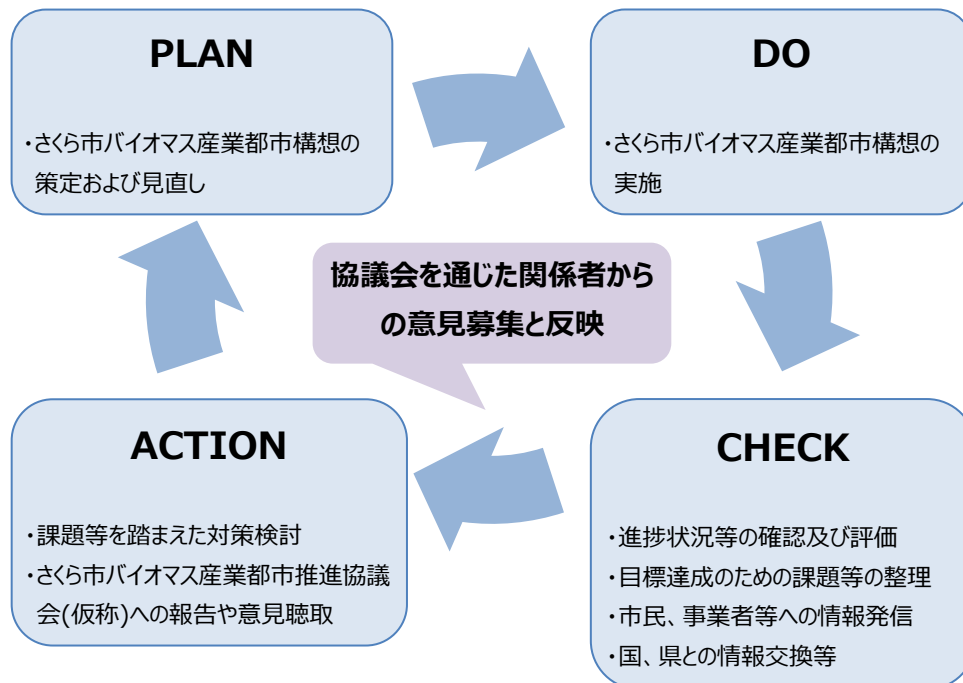 PLAN
・さくら市バイオマス産業都市構想の
策定および見直し
DO
・さくら市バイオマス産業都市構想の
実施
協議会を通じた関係者から
の意見募集と反映
ACTION
・課題等を踏まえた対策検討
・さくら市バイオマス産業都市推進協議
会(仮称)への報告や意見聴取
CHECK
・進捗状況等の確認及び評価
・目標達成のための課題等の整理
・市民、事業者等への情報発信
・国、県との情報交換等